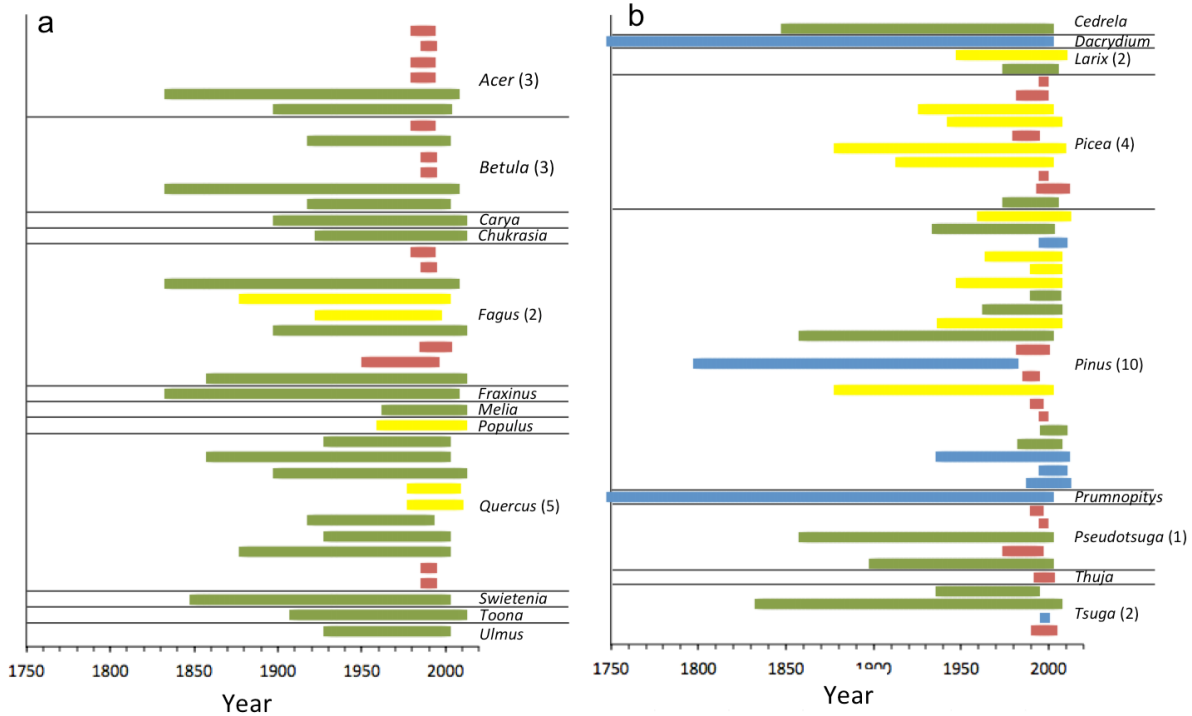 a
Acer (3)
Betula (3)
Carya
Chukrasia
Fagus (2)
Fraxinus
Melia
Populus
Quercus (5)
Swietenia
Toona
Ulmus
1750 1800 1850 1900 1950 2000
Year
b
Cedrela
Dacrydium
Larix (2)
Picea (4)
Pinus (10)
Prumnopitys
Pseudotsuga (1)
Thuja
Tsuga (2)
1750 1800 1850 1900 1950 2000
Year